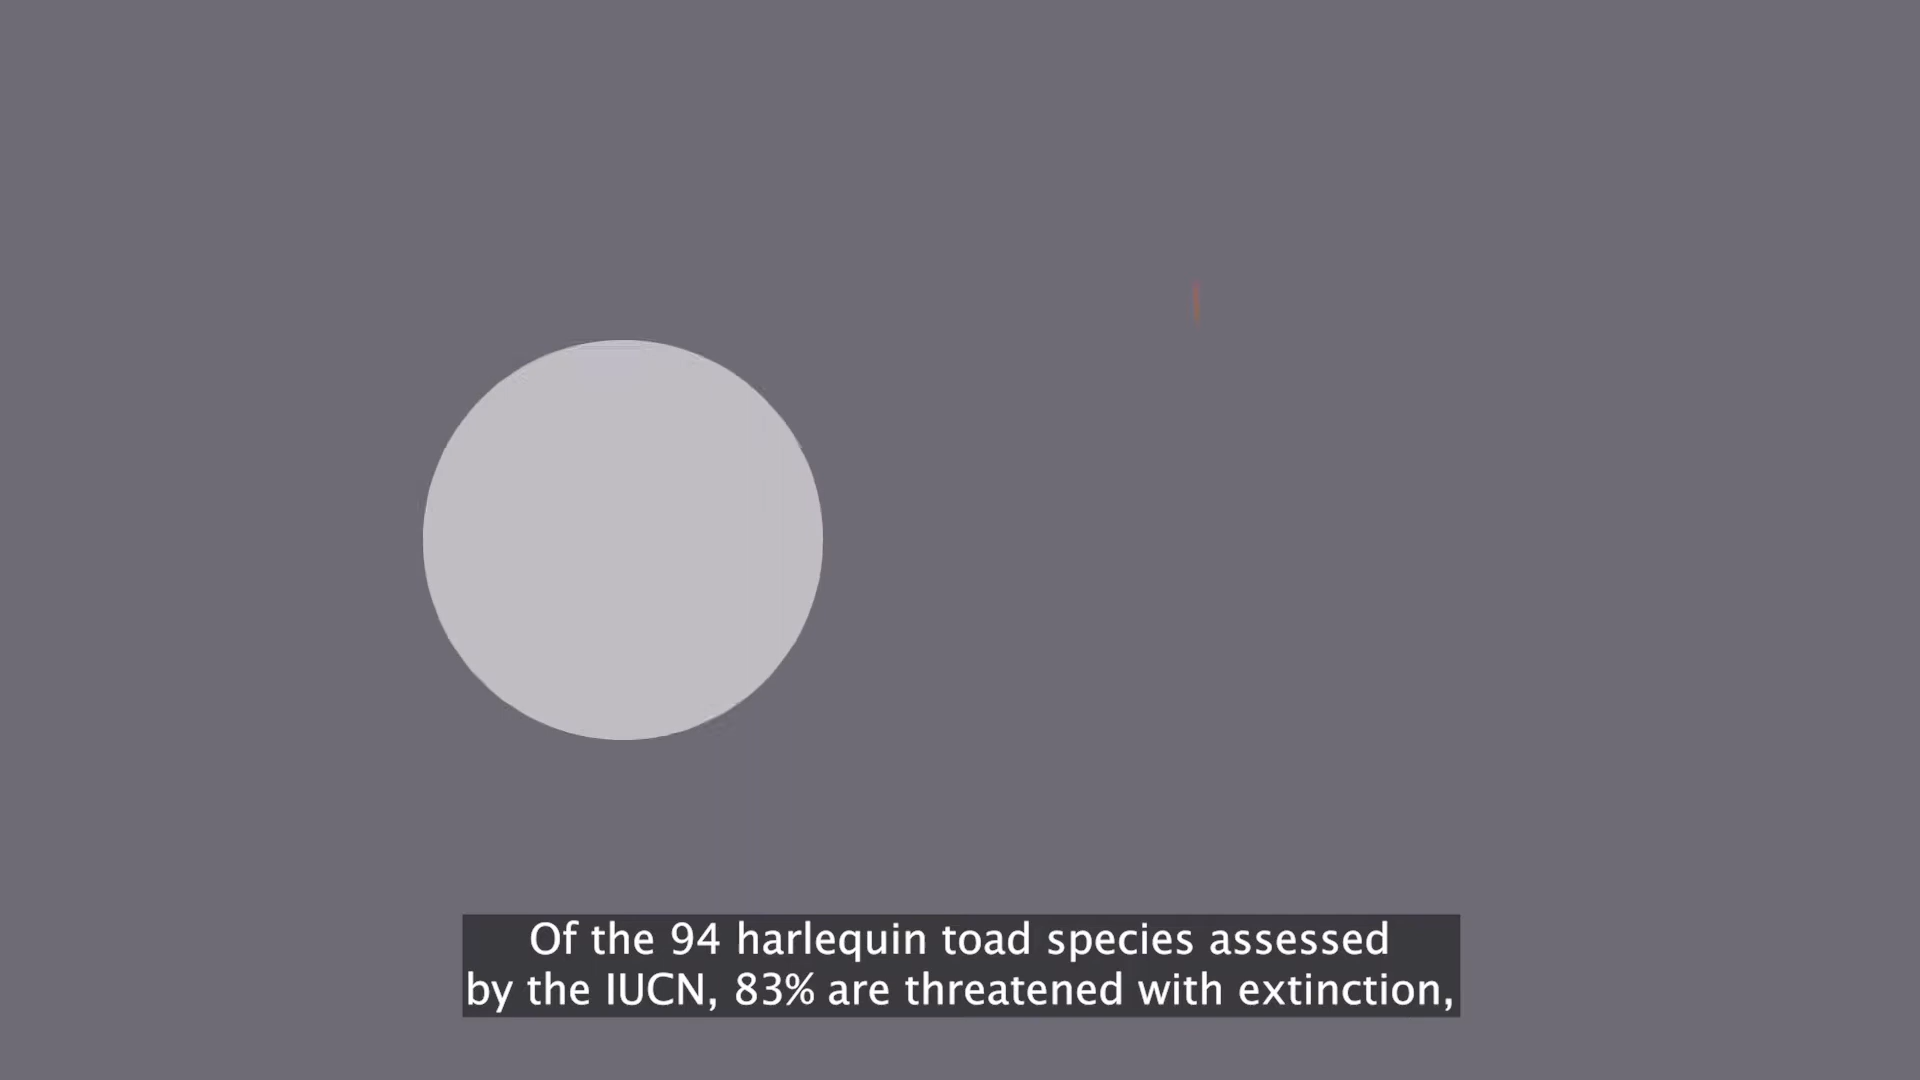 Of the 94 harlequin toad species assessed
by the IUCN, 83% are threatened with extinction,